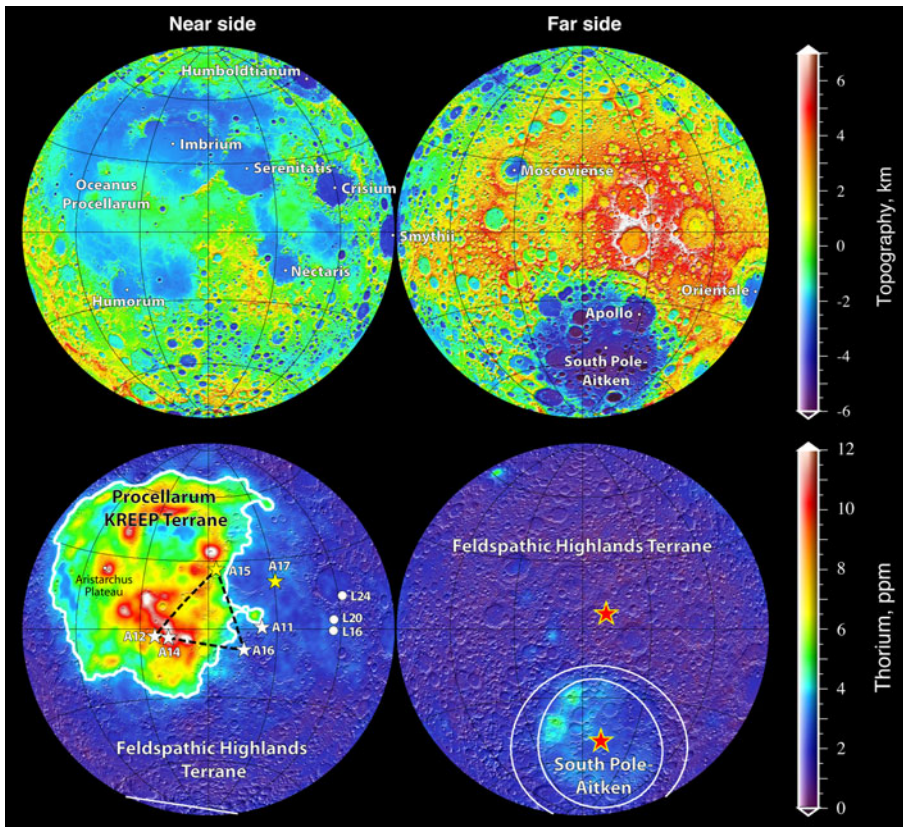 Near side
Far side
Humboldtianum
Imbrium
Serenitatis
Crisium
Oceanus
Procellarum
Smythii
Nectaris
Humorum
Moscoviense
Orientale
Apollo
South Pole-
Aitken
6
4
2
0
-2
-4
-6
Topography, km
Procellarum
KREEP Terrane
Aristarchus
Plateau
A15
A17
L24
L20
L16
A12
A14
A11
A16
Feldspathic Highlands
Terrane
Feldspathic Highlands Terrane
South Pole-
Aitken
12
10
8
6
4
2
0
Thorium, ppm